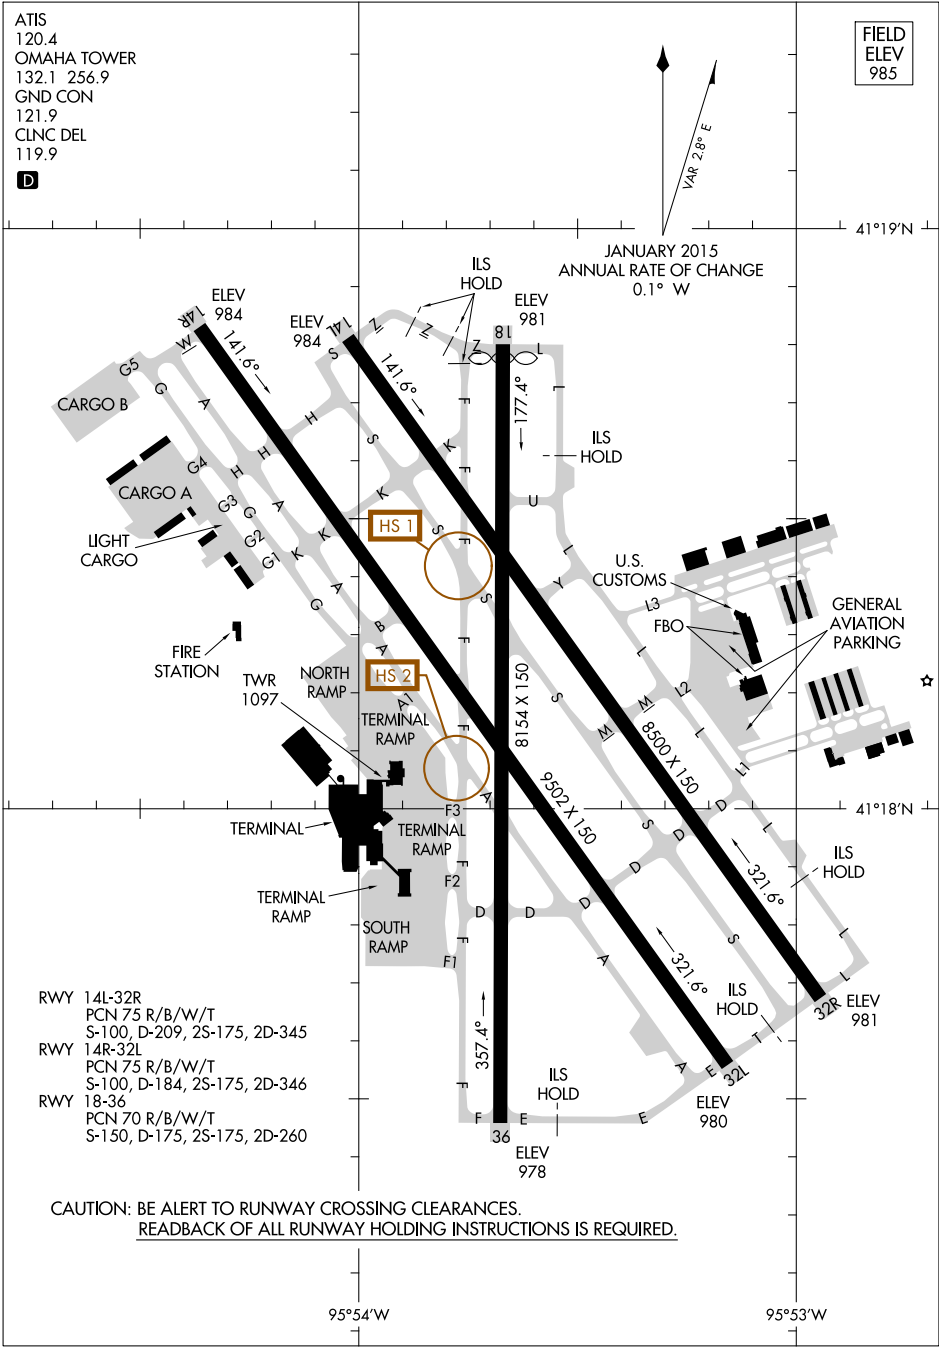 ATIS
120.4
OMAHA TOWER
132.1 256.9
GND CON
121.9
CLNC DEL
119.9
D
FIELD
ELEV
985
VAR 2.8° E
JANUARY 2015
ANNUAL RATE OF CHANGE
0.1° W
41°19'N
ILS
HOLD
ELEV
984
ELEV
984
ELEV
981
14R
14L
18
141.6°
141.6°
177.4°
W
S
Z
Z
Z
L
G5
G
A
CARGO B
F
L
H
S
K
F
ILS
HOLD
H
H
G4
CARGO A
G3
G
A
K
U
HS 1
S
F
LIGHT
CARGO
G2
G1
K
K
L
U.S.
CUSTOMS
Y
A
G
S
L3
FBO
GENERAL
AVIATION
PARKING
FIRE
STATION
B
A
F
L
TWR
1097
NORTH
RAMP
HS 2
A1
S
M
M
L2
TERMINAL
RAMP
F
L
8154 X 150
8500 X 150
9502 X 150
L1
A
F3
41°18'N
TERMINAL
TERMINAL
RAMP
S
D
D
D
L
F
F2
D
ILS
HOLD
TERMINAL
RAMP
321.6°
D
D
D
SOUTH
RAMP
F
F1
A
S
L
321.6°
L
ILS
HOLD
32R
ELEV
981
357.4°
T
E
A
32L
ELEV
980
ILS
HOLD
F
F
E
E
36
ELEV
978
RWY 14L-32R
PCN 75 R/B/W/T
S-100, D-209, 2S-175, 2D-345
RWY 14R-32L
PCN 75 R/B/W/T
S-100, D-184, 2S-175, 2D-346
RWY 18-36
PCN 70 R/B/W/T
S-150, D-175, 2S-175, 2D-260
CAUTION: BE ALERT TO RUNWAY CROSSING CLEARANCES.
READBACK OF ALL RUNWAY HOLDING INSTRUCTIONS IS REQUIRED.
95°54'W
95°53'W